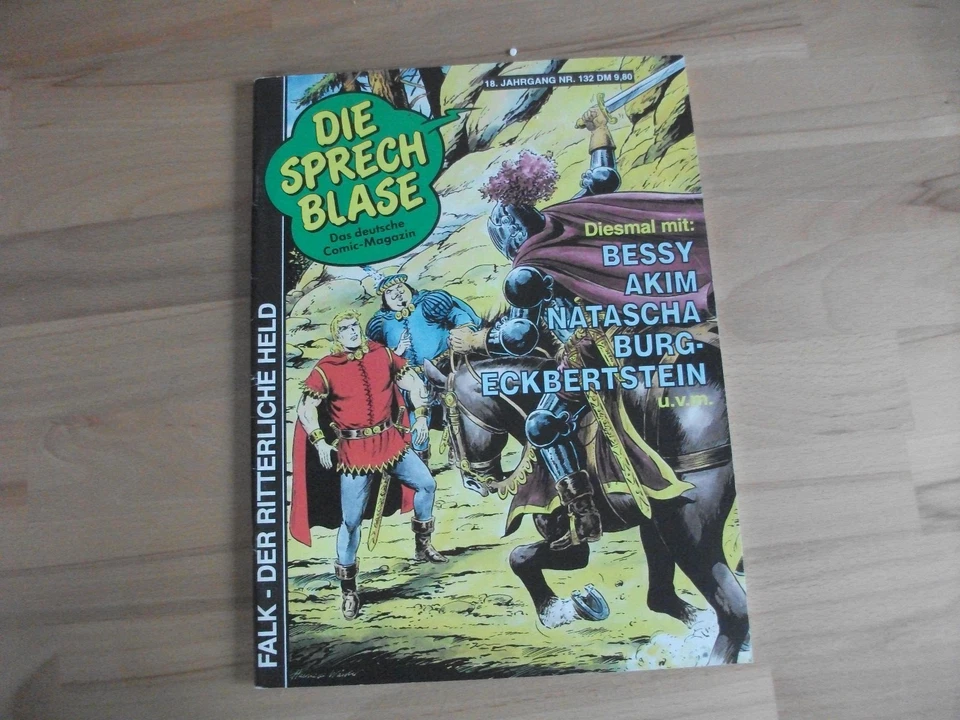 18. JAHRGANG NR. 132 DM 9,80
DIE
SPRECH
BLASE
Das deutsche
Comic-Magazin
Diesmal mit:
BESSY
AKIM
NATASCHA
BURG-
ECKBERTSTEIN
u.v.m.
FALK - DER RITTERLICHE HELD